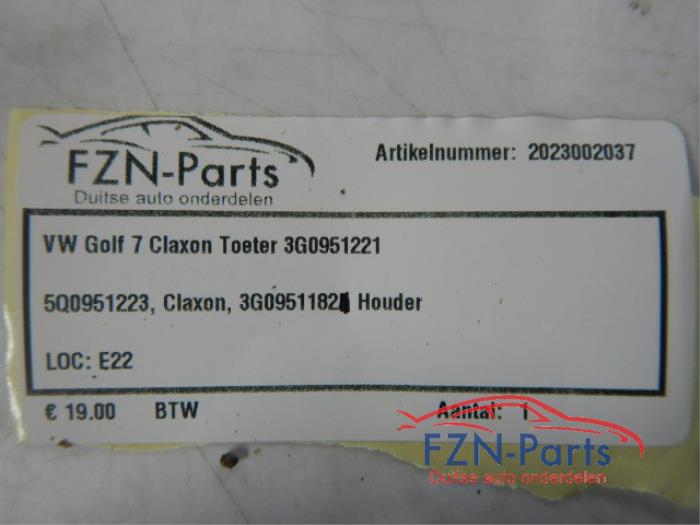 FZN-Parts
Duitse auto onderdelen
Artikelnummer: 2023002037
VW Golf 7 Claxon Toeter 3G0951221
5Q0951223, Claxon, 3G0951182 Houder
LOC: E22
€ 19.00 BTW Aantal: 1
FZN-Parts
Duitse auto onderdelen